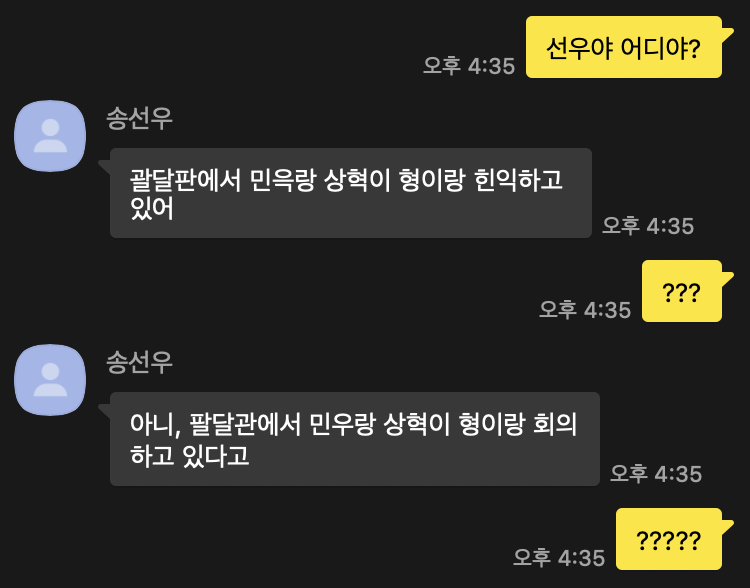 선우야 어디야?
오후 4:35
송선우
괄달판에서 민육랑 상혁이 형이랑 힌익하고
있어
오후 4:35
???
오후 4:35
송선우
아니, 팔달관에서 민우랑 상혁이 형이랑 회의
하고 있다고
오후 4:35
?????
오후 4:35